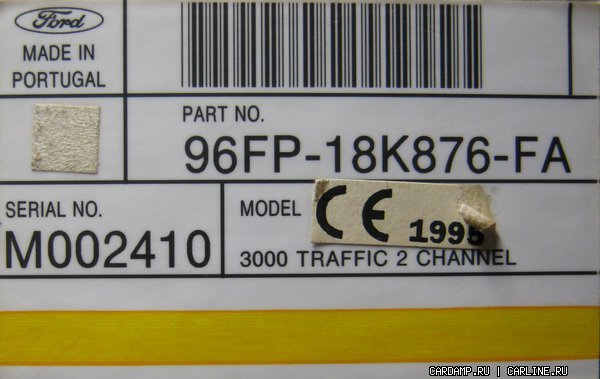 Ford
MADE IN
PORTUGAL
PART NO.
96FP-18K876-FA
SERIAL NO.
M002410
MODEL
CE 1995
3000 TRAFFIC 2 CHANNEL
CARDAMP.RU | CARLINE.RU